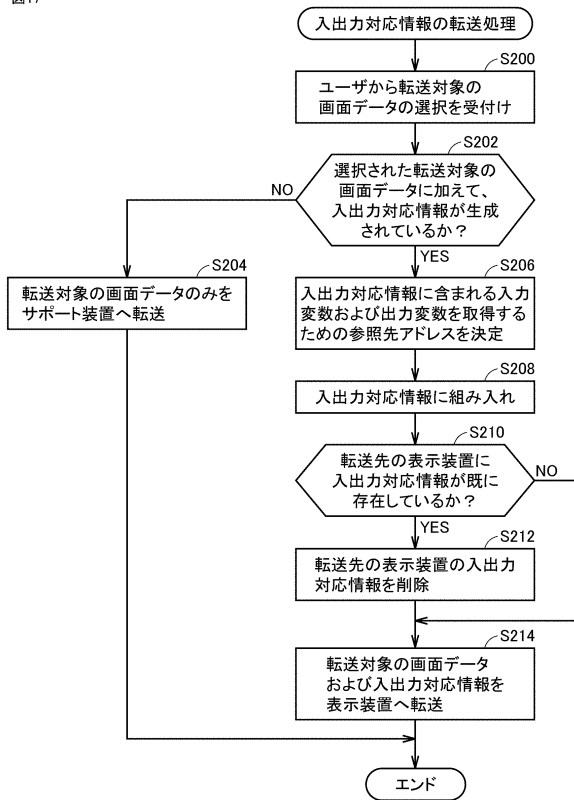 図17
入出力対応情報の転送処理
S200
ユーザから転送対象の
画面データの選択を受付け
S202
選択された転送対象の
画面データに加えて、
入出力対応情報が生成
されているか?
NO
YES
S204
転送対象の画面データのみを
サポート装置へ転送
S206
入出力対応情報に含まれる入力
変数および出力変数を取得する
ための参照先アドレスを決定
S208
入出力対応情報に組み入れ
S210
転送先の表示装置に
入出力対応情報が既に
存在しているか?
NO
YES
S212
転送先の表示装置の入出力
対応情報を削除
S214
転送対象の画面データ
および入出力対応情報を
表示装置へ転送
エンド